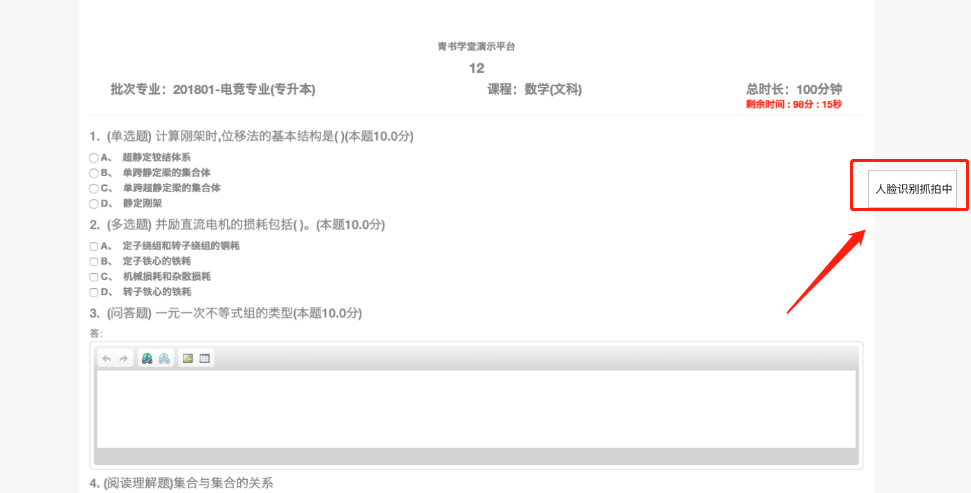 青书学堂演示平台
12
批次专业：201801-电竞专业(专升本) 课程：数学(文科) 总时长：100分钟
剩余时间：98分：15秒
1. (单选题) 计算刚架时,位移法的基本结构是( )(本题10.0分)
A、 超静定铰结体系
B、 单跨静定梁的集合体
C、 单跨超静定梁的集合体
D、 静定刚架
人脸识别抓拍中
2. (多选题) 并励直流电机的损耗包括( )。(本题10.0分)
A、 定子绕组和转子绕组的铜耗
B、 定子铁心的铁耗
C、 机械损耗和杂散损耗
D、 转子铁心的铁耗
3. (问答题) 一元一次不等式组的类型(本题10.0分)
答:
4. (阅读理解题)集合与集合的关系